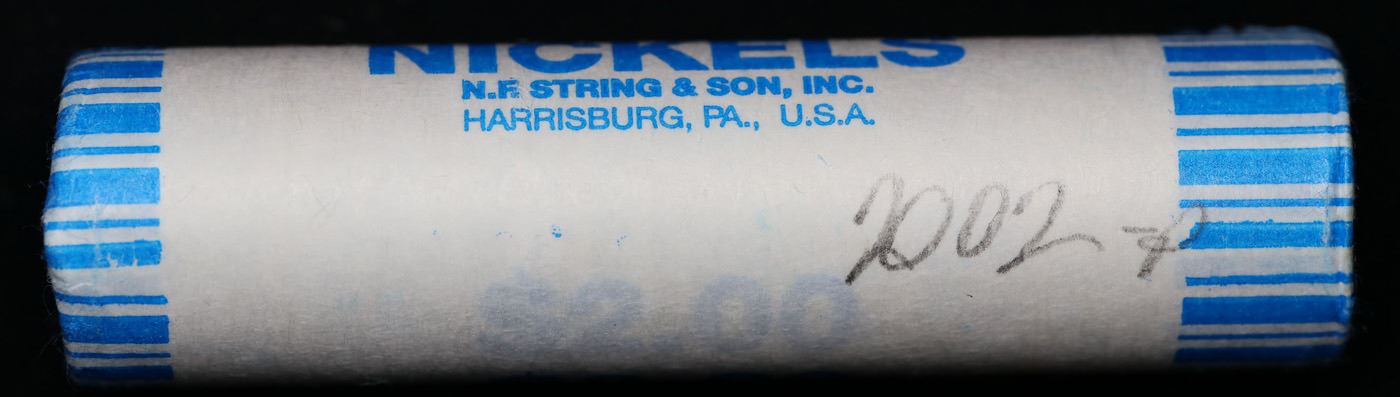 NICKELS
N.F. STRING & SON, INC.
HARRISBURG, PA., U.S.A.
2002-P
$2.00